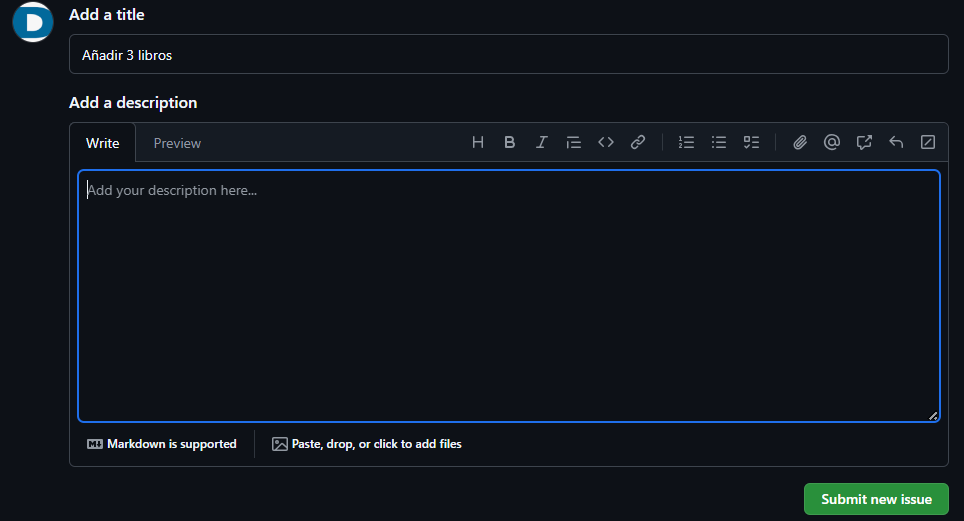 D
Add a title
Añadir 3 libros
Add a description
Write Preview H B I
Add your description here...
Markdown is supported Paste, drop, or click to add files
Submit new issue